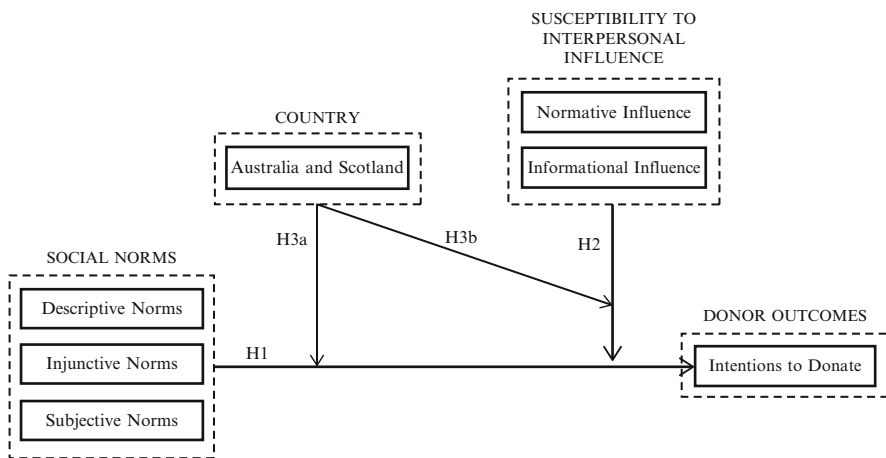 SUSCEPTIBILITY TO
INTERPERSONAL
INFLUENCE
Normative Influence
Informational Influence
COUNTRY
Australia and Scotland
H3a
H3b
H2
SOCIAL NORMS
Descriptive Norms
Injunctive Norms
Subjective Norms
H1
DONOR OUTCOMES
Intentions to Donate